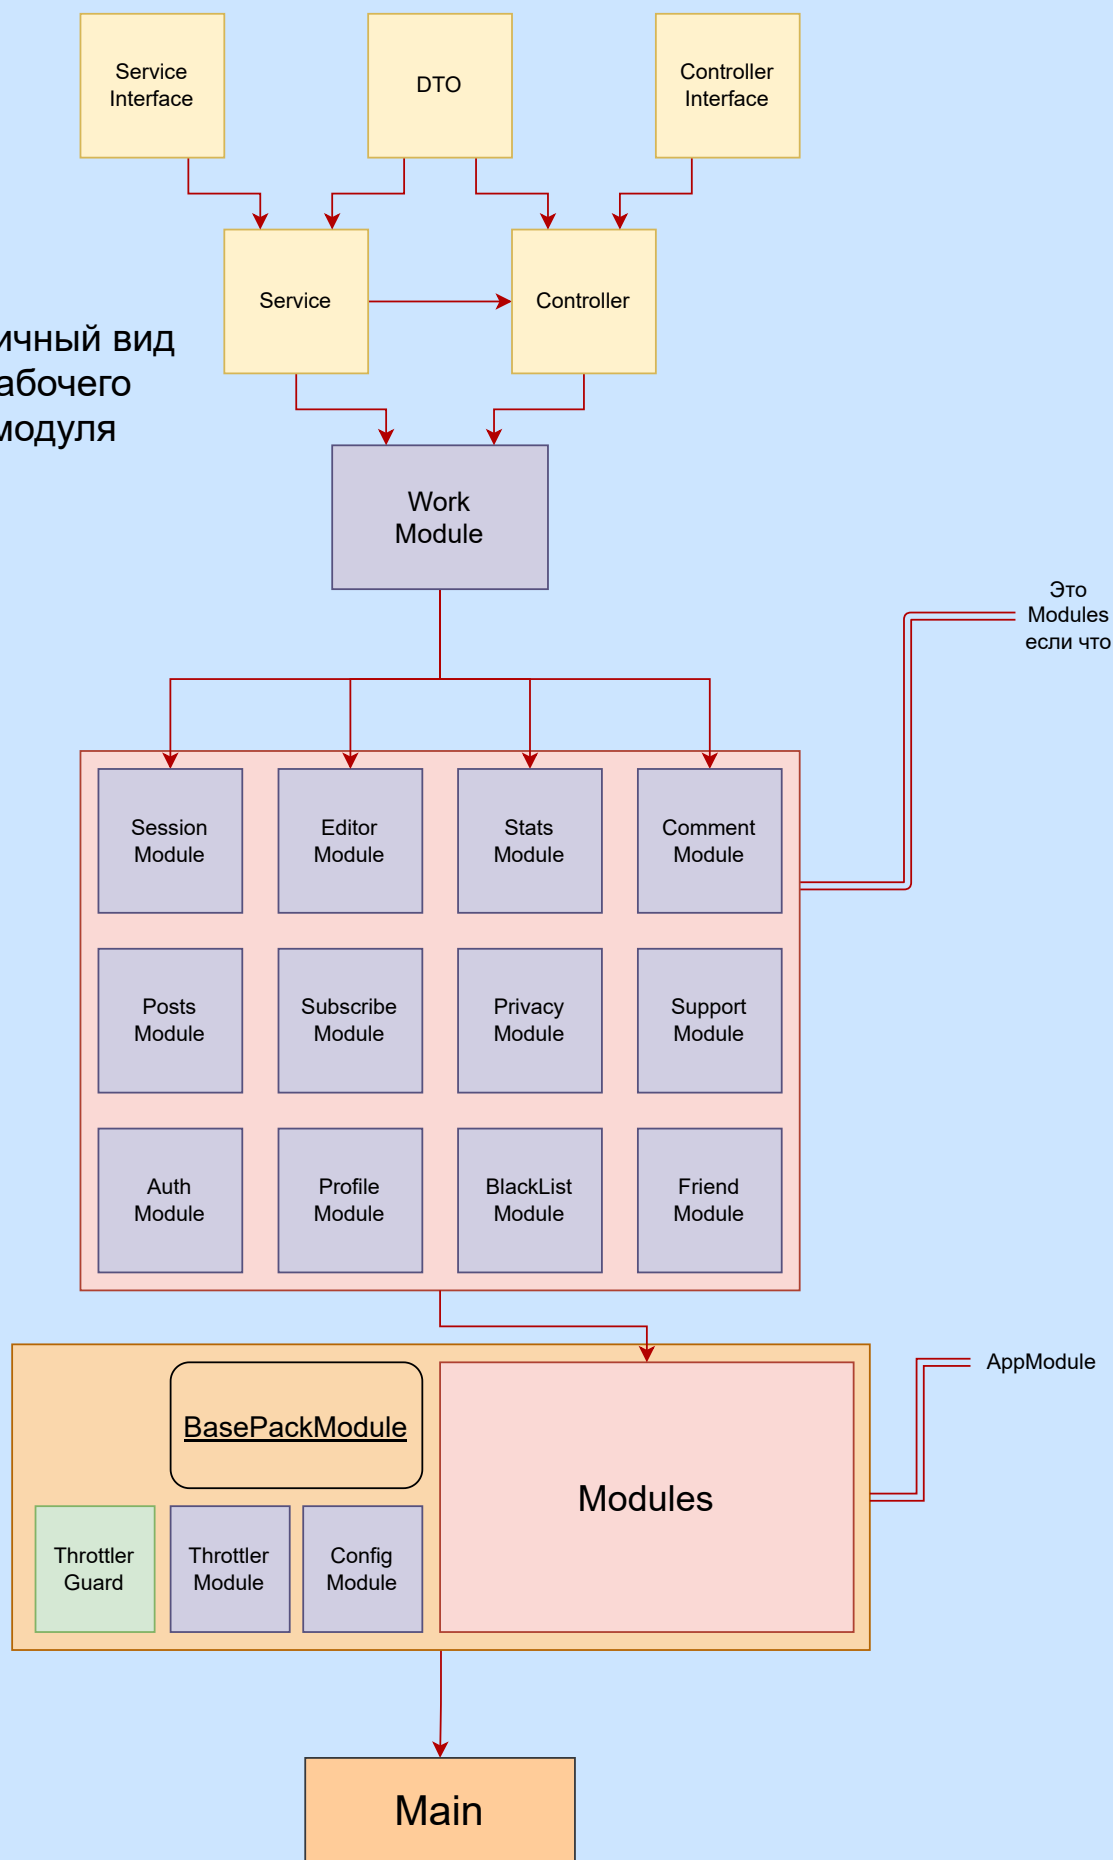 Service
Interface
DTO
Controller
Interface
Service
Controller
ичный вид
абочего
модуля
Work
Module
Это
Modules
если что
Session
Module
Editor
Module
Stats
Module
Comment
Module
Posts
Module
Subscribe
Module
Privacy
Module
Support
Module
Auth
Module
Profile
Module
BlackList
Module
Friend
Module
BasePackModule
AppModule
Modules
Throttler
Guard
Throttler
Module
Config
Module
Main